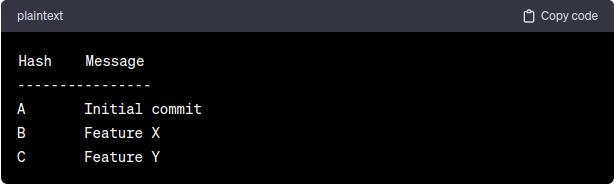 plaintext Copy code
Hash Message
----------------
A Initial commit
B Feature X
C Feature Y